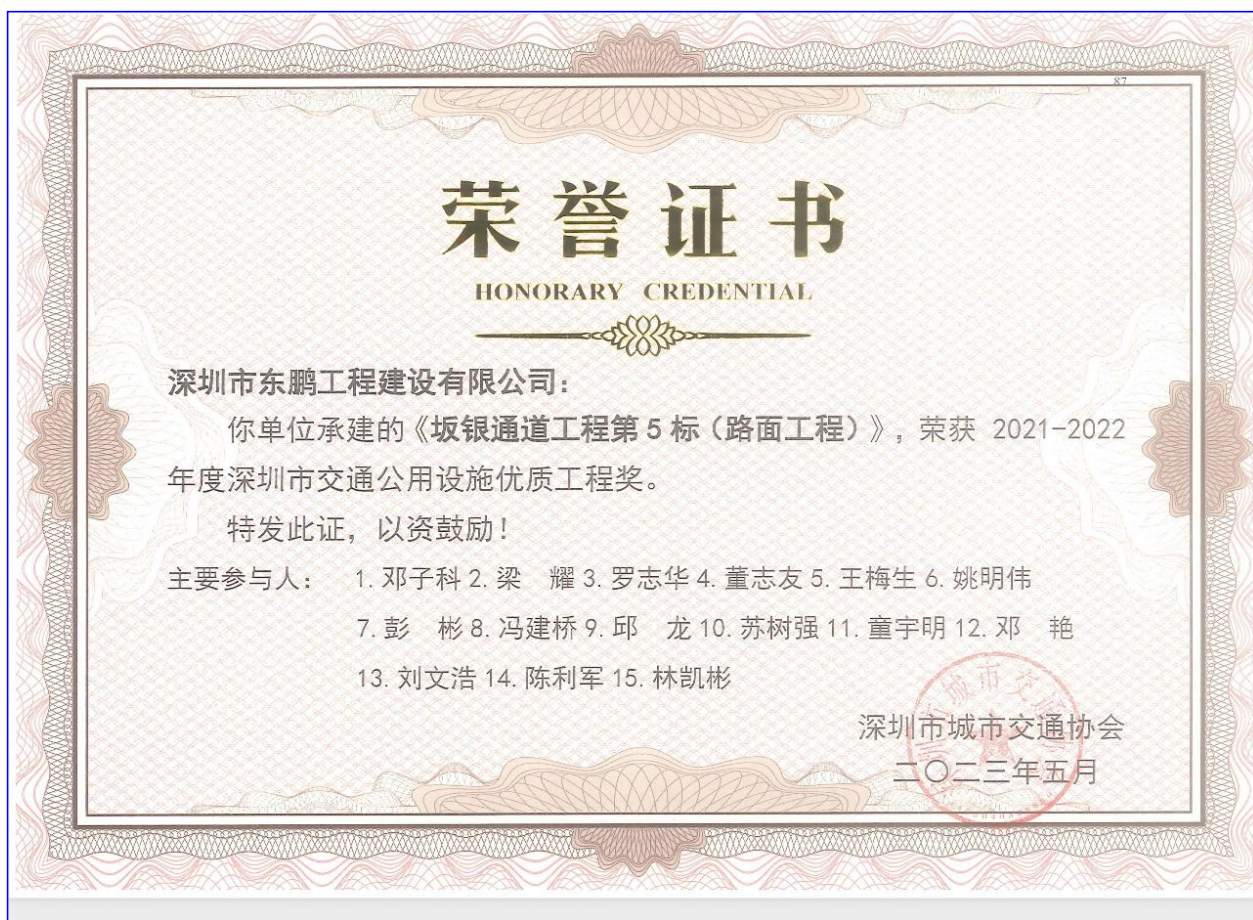 87
荣誉证书
HONORARY CREDENTIAL
深圳市东鹏工程建设有限公司：
你单位承建的《坂银通道工程第5标（路面工程）》，荣获 2021-2022
年度深圳市交通公用设施优质工程奖。
特发此证，以资鼓励！
主要参与人： 1.邓子科 2.梁　耀 3.罗志华 4.董志友 5.王梅生 6.姚明伟
7.彭　彬 8.冯建桥 9.邱　龙 10.苏树强 11.童宇明 12.邓　艳
13.刘文浩 14.陈利军 15.林凯彬
深圳市城市交通协会
二〇二三年五月